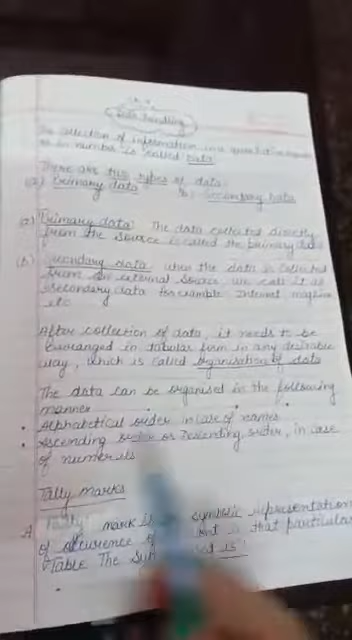 Data handling
The collection of information in a quantitative manner
or in number is called Data
There are two types of data
(a) Primary data b) Secondary Data
(a) Primary data: The data collected directly
from the source is called the primary data
(b) Secondary data when the data is collected
from an external source we call it as
secondary data for example Internet
etc
After collection of data, it needs to be
in tabular form in any desirable
way, which is called organisation of data
The data can be organised in the following
manner
• Alphabetical order in case of names
• Ascending order or order, in case
of numerals
Tally marks
A Tally mark is symbolic representation
of of that particular
Table The is